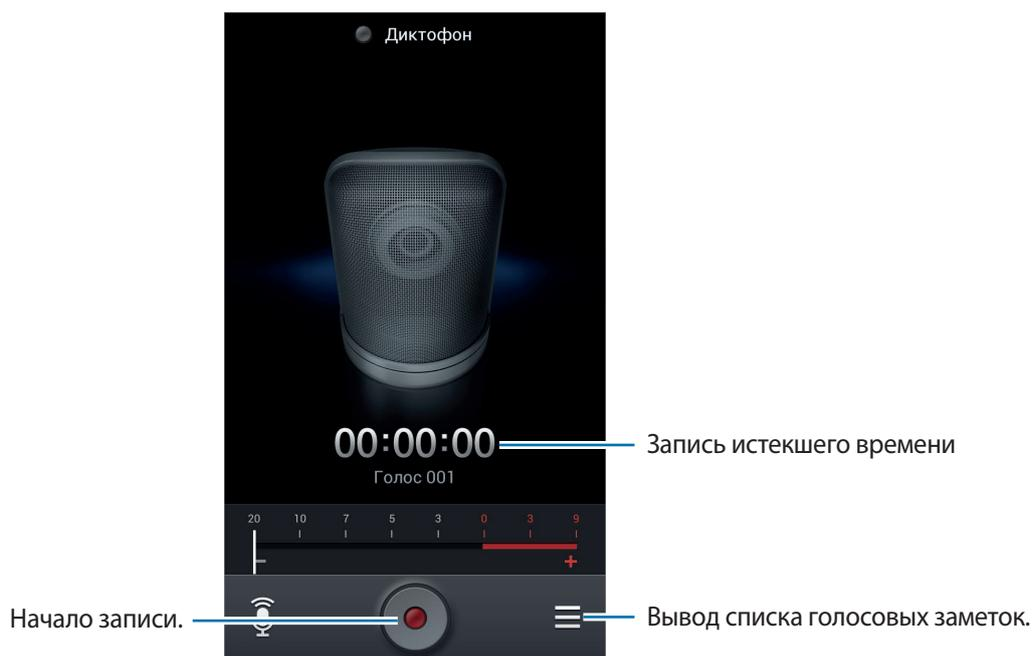 Диктофон
00:00:00
Запись истекшего времени
Голос 001
20 10 7 5 3 0 3 9
− +
Начало записи.
Вывод списка голосовых заметок.